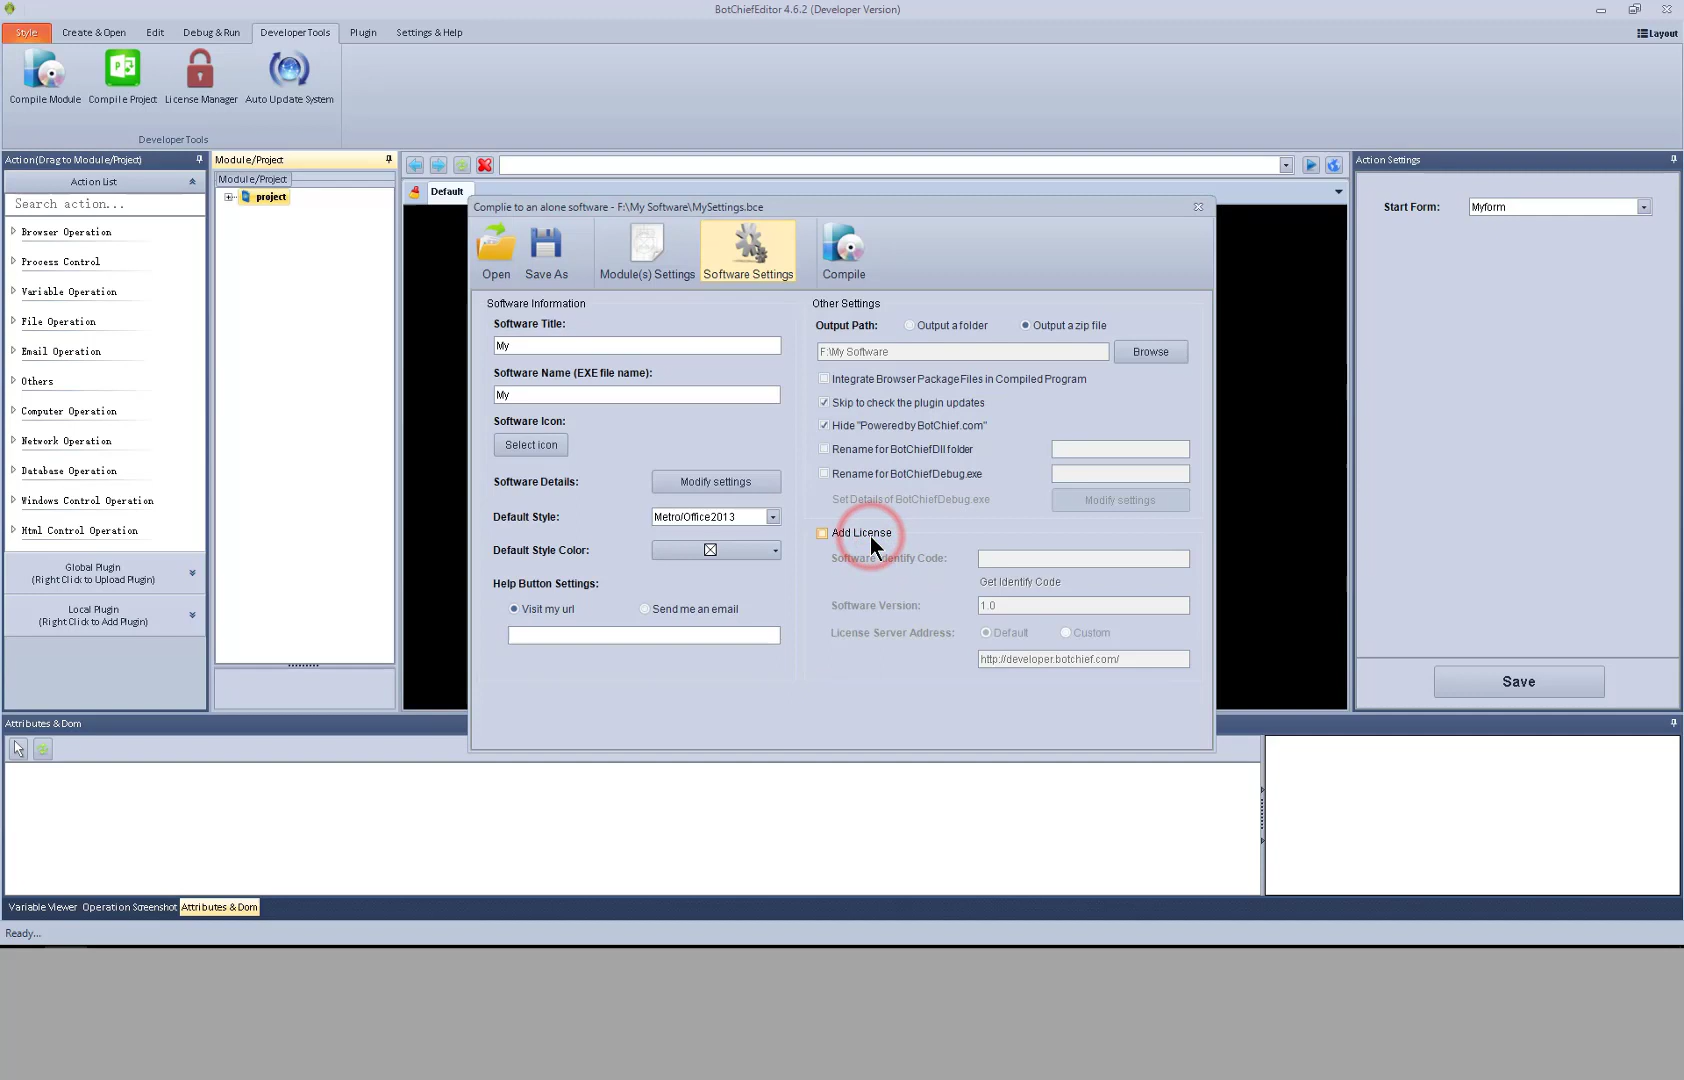 BotChiefEditor 4.6.2 (Developer Version)
Style Create & Open Edit Debug & Run DeveloperTools Plugin Settings & Help Layout
Compile Module Compile Project License Manager Auto Update System
DeveloperTools
Action(Drag to Module/Project) Module/Project Action Settings
Action List Module/Project
Default
Search action... project
Complie to an alone software - F:\My Software\MySettings.bce
Start Form: Myform
Browser Operation
Process Control
Variable Operation
File Operation
Email Operation
Others
Computer Operation
Network Operation
Database Operation
Windows Control Operation
Html Control Operation
Global Plugin
(Right Click to Upload Plugin)
Local Plugin
(Right Click to Add Plugin)
Open Save As Module(s) Settings Software Settings Compile
Software Information
Software Title:
My
Software Name (EXE file name):
My
Software Icon:
Select icon
Software Details: Modify settings
Default Style: Metro/Office2013
Default Style Color:
Help Button Settings:
Visit my url Send me an email
Other Settings
Output Path: Output a folder Output a zip file
F:\My Software Browse
Integrate Browser PackageFiles in Compiled Program
Skip to check the plugin updates
Hide "Powered by BotChief.com"
Rename for BotChiefDll folder
Rename for BotChiefDebug.exe
Set Details of BotChiefDebug.exe Modify settings
Add License
Software Identify Code:
Get Identify Code
Software Version: 1.0
License Server Address: Default Custom
http://developer.botchief.com/
Save
Attributes & Dom
Variable Viewer Operation Screenshot Attributes & Dom
Ready...